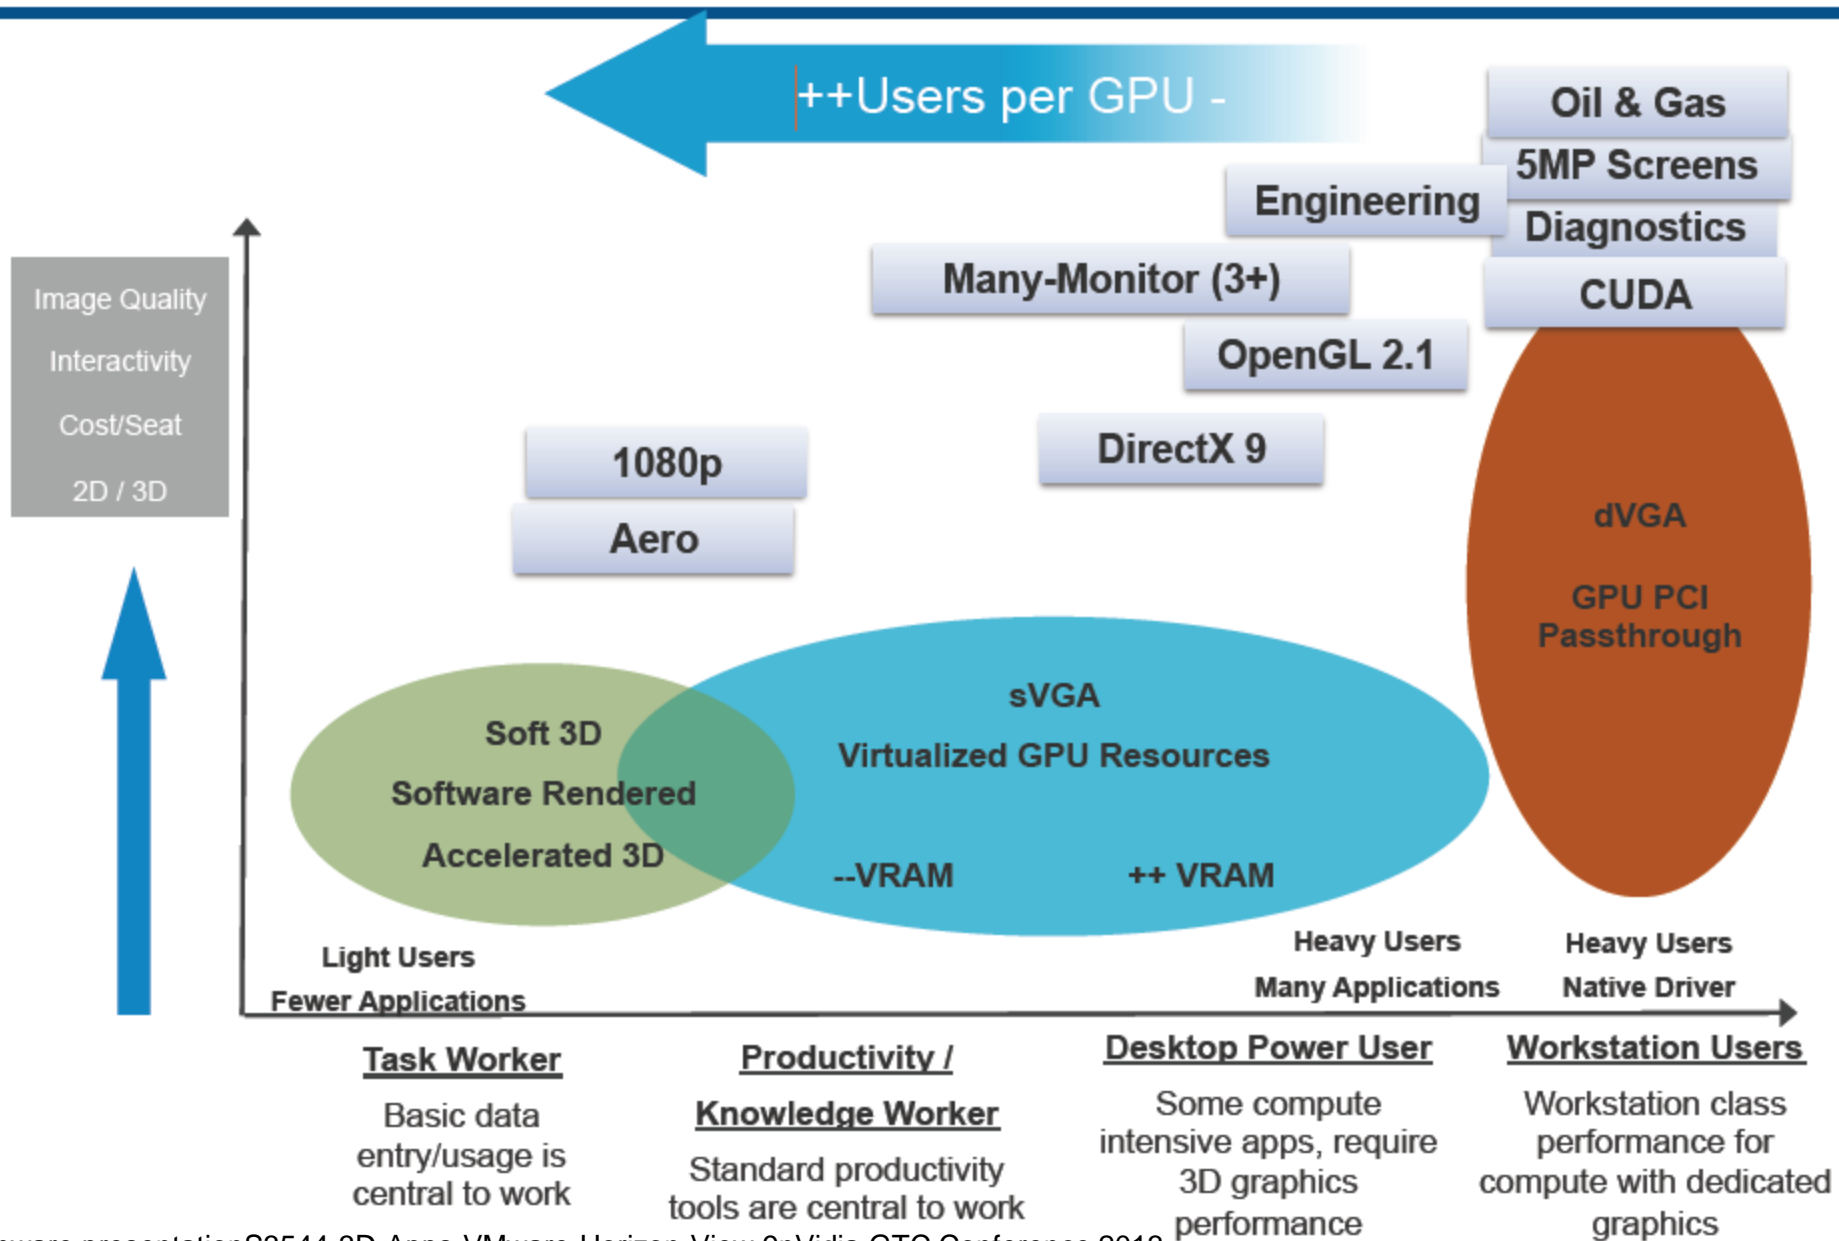 ++Users per GPU -
Oil & Gas
5MP Screens
Engineering
Diagnostics
Many-Monitor (3+)
CUDA
OpenGL 2.1
DirectX 9
1080p
Aero
Image Quality
Interactivity
Cost/Seat
2D / 3D
dVGA
GPU PCI
Passthrough
sVGA
Virtualized GPU Resources
--VRAM
++ VRAM
Soft 3D
Software Rendered
Accelerated 3D
Light Users
Fewer Applications
Heavy Users
Many Applications
Heavy Users
Native Driver
Task Worker
Basic data
entry/usage is
central to work
Productivity /
Knowledge Worker
Standard productivity
tools are central to work
Desktop Power User
Some compute
intensive apps, require
3D graphics
performance
Workstation Users
Workstation class
performance for
compute with dedicated
graphics